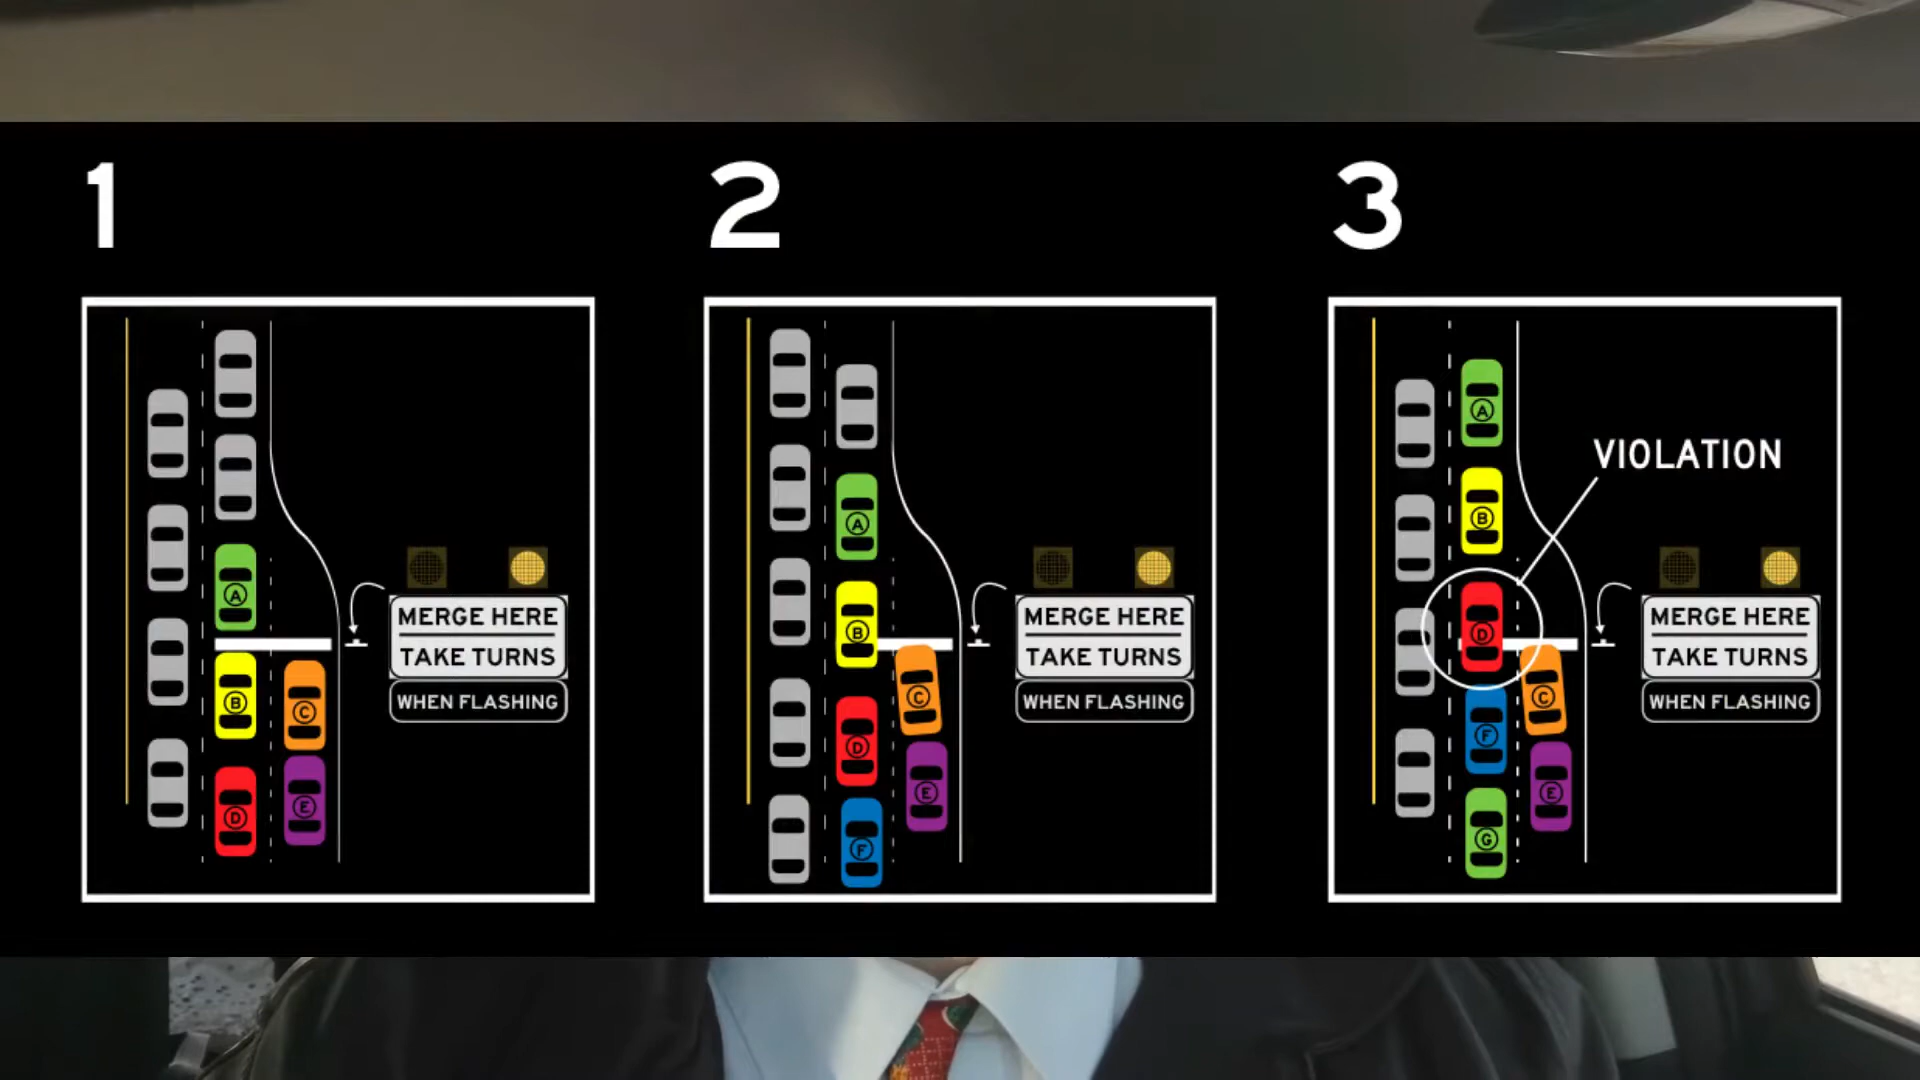 1
2
3
A
B
C
D
E
MERGE HERE
TAKE TURNS
WHEN FLASHING
A
B
C
D
E
F
MERGE HERE
TAKE TURNS
WHEN FLASHING
VIOLATION
A
B
D
C
F
E
G
MERGE HERE
TAKE TURNS
WHEN FLASHING